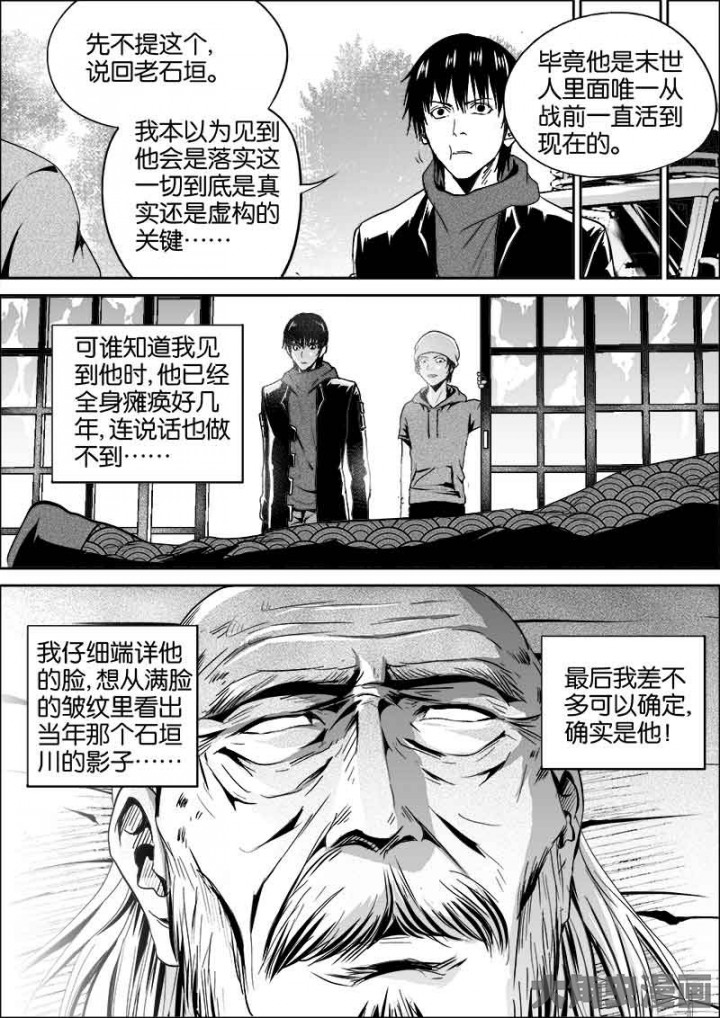 先不提这个，
说回老石垣。
我本以为见到
他会是落实这
一切到底是真
实还是虚构的
关键……
毕竟他是末世
人里面唯一从
战前一直活到
现在的。
可谁知道我见
到他时，他已经
全身瘫痪好几
年，连说话也做
不到……
我仔细端详他
的脸，想从满脸
的皱纹里看出
当年那个石垣
川的影子……
最后我差不
多可以确定，
确实是他！